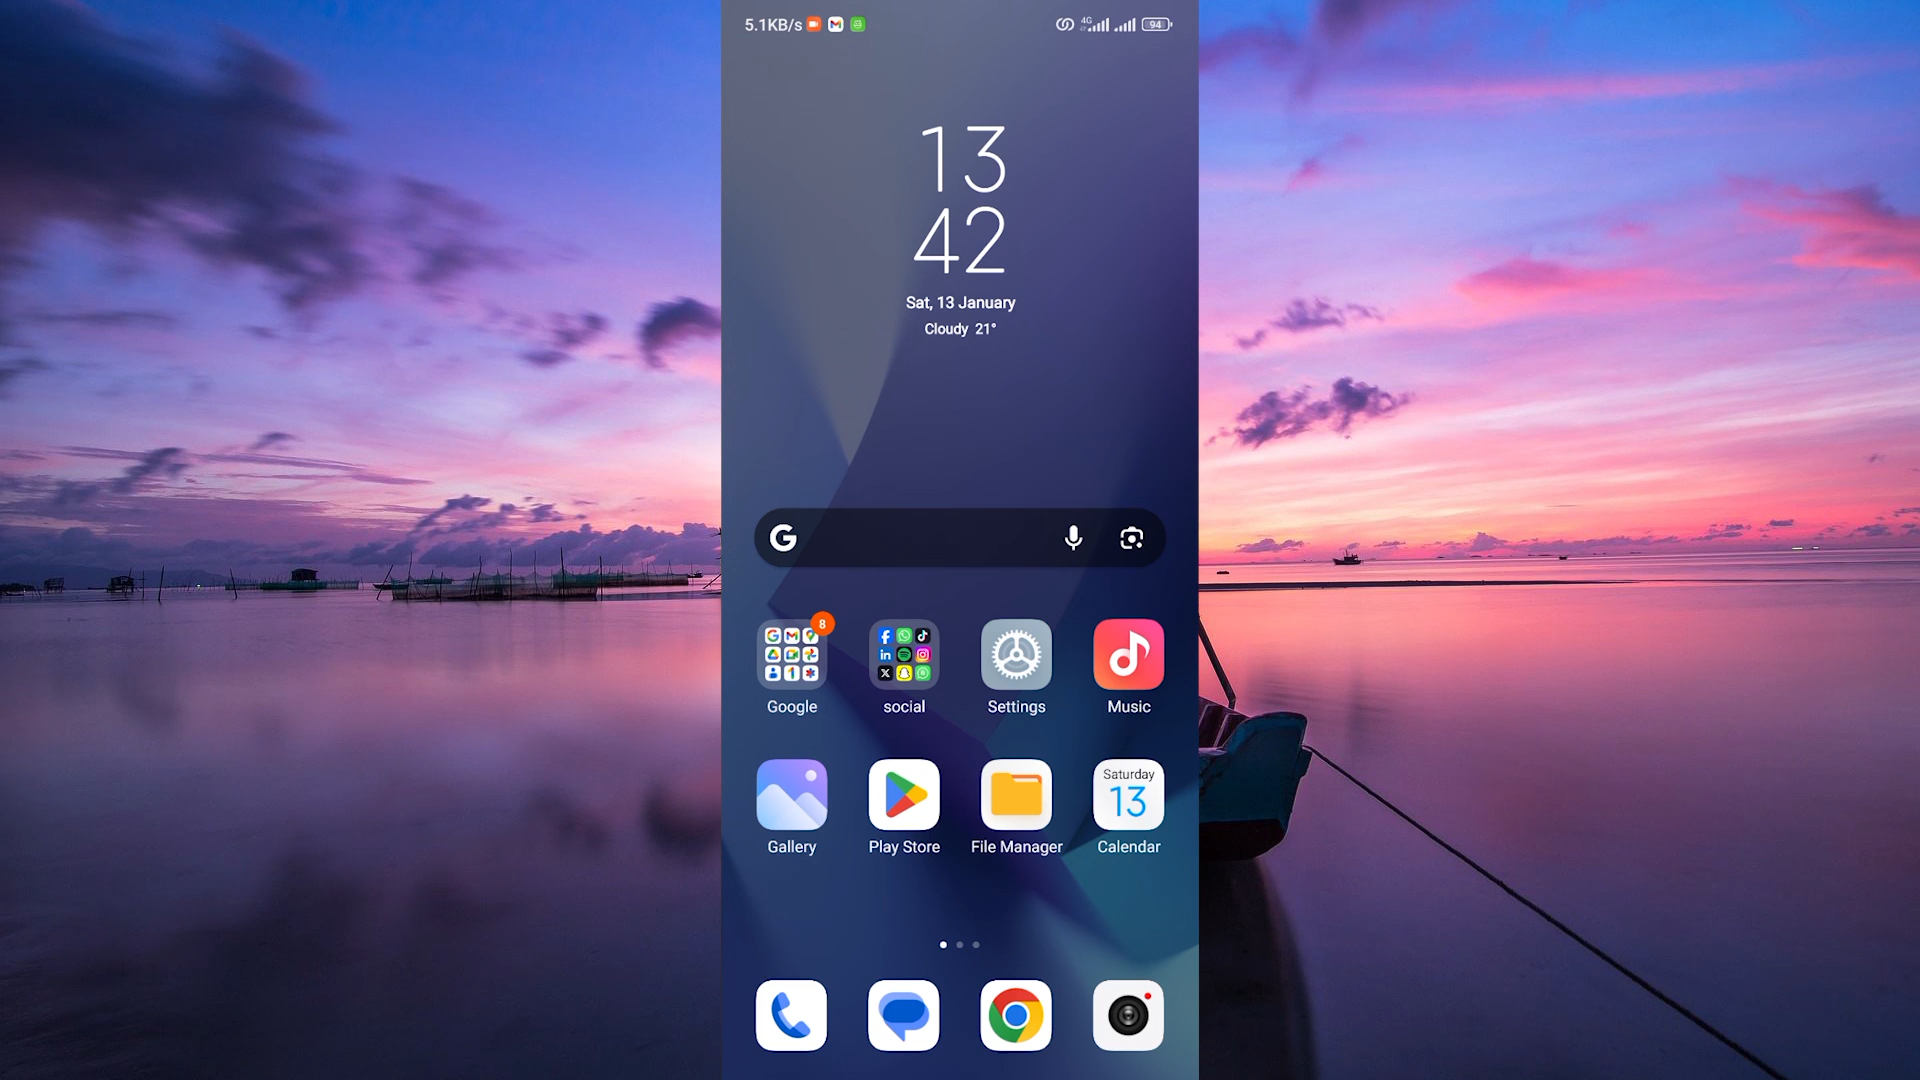 5.1KB/s
4G
94
13
42
Sat, 13 January
Cloudy 21°
8
Google
social
Settings
Music
Saturday
13
Gallery
Play Store
File Manager
Calendar